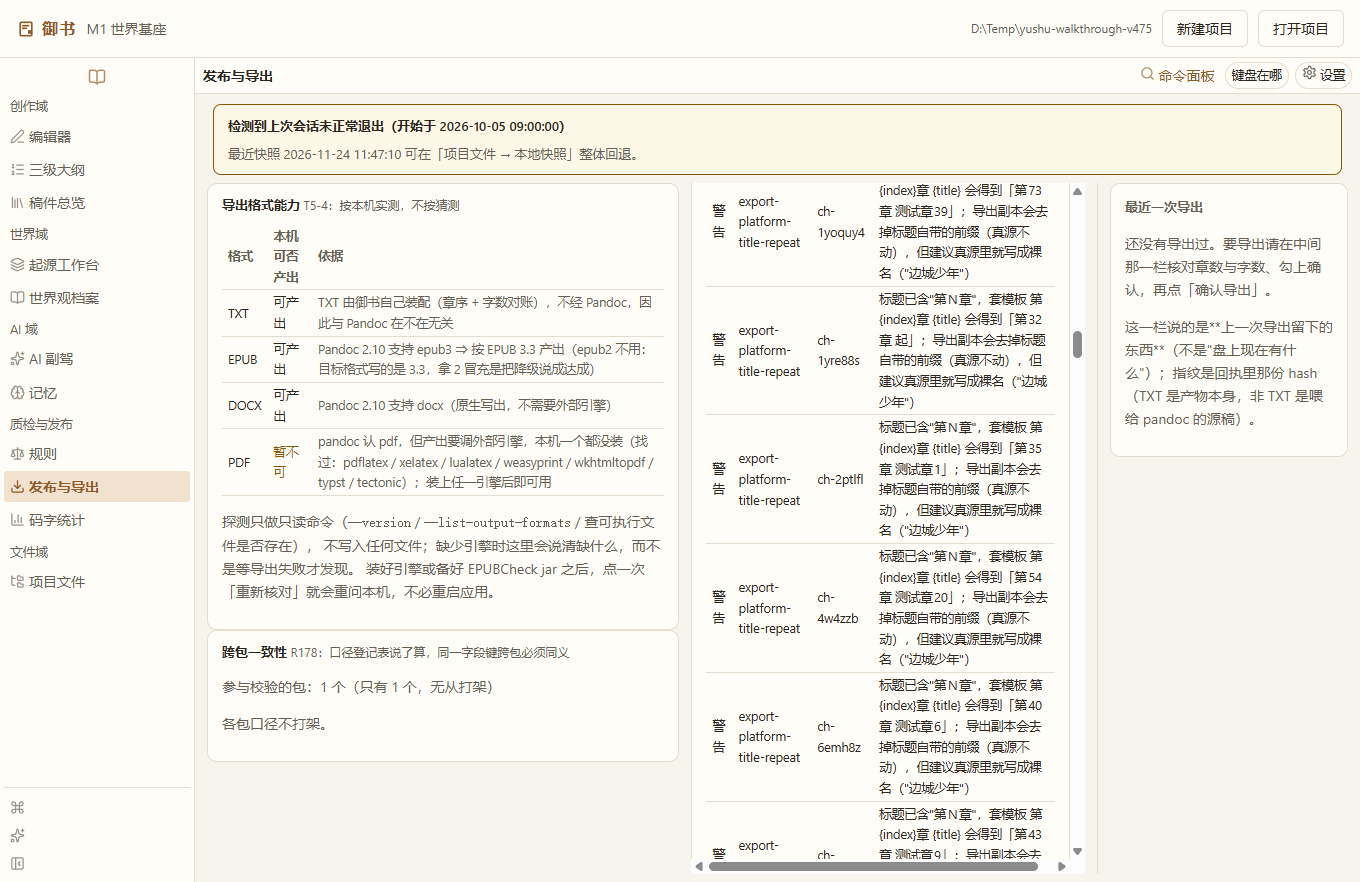 御书 M1 世界基座
D:\Temp\yushu-walkthrough-v475 新建项目 打开项目
创作域
编辑器
三级大纲
稿件总览
世界域
起源工作台
世界观档案
AI 域
AI 副驾
记忆
质检与发布
规则
发布与导出
码字统计
文件域
项目文件
发布与导出
命令面板 键盘在哪 设置
检测到上次会话未正常退出（开始于 2026-10-05 09:00:00）
最近快照 2026-11-24 11:47:10 可在「项目文件 → 本地快照」整体回退。
导出格式能力 T5-4：按本机实测，不按猜测
格式 本机可否产出 依据
TXT 可产出 TXT 由御书自己装配（章序 + 字数对账），不经 Pandoc，因
此与 Pandoc 在不在无关
EPUB 可产出 Pandoc 2.10 支持 epub3 ⇒ 按 EPUB 3.3 产出（epub2 不用：
目标格式写的是 3.3，拿 2 冒充是把降级说成达成）
DOCX 可产出 Pandoc 2.10 支持 docx（原生写出，不需要外部引擎）
PDF 暂不可 pandoc 认 pdf，但产出要调外部引擎，本机一个都没装（找
过：pdflatex / xelatex / lualatex / weasyprint / wkhtmltopdf /
typst / tectonic）；装上任一引擎后即可用
探测只做只读命令（—version / —list-output-formats / 查可执行文
件是否存在）， 不写入任何文件；缺少引擎时这里会说清缺什么，而不
是等导出失败才发现。 装好引擎或备好 EPUBCheck jar 之后，点一次
「重新核对」就会重问本机，不必重启应用。
跨包一致性 R178：口径登记表说了算，同一字段键跨包必须同义
参与校验的包：1 个（只有 1 个，无从打架）
各包口径不打架。
警告 export-platform-title-repeat ch-1yoquy4
{index}章 {title} 会得到「第73
章 测试章39」；导出副本会去
掉标题自带的前缀（真源不
动），但建议真源里就写成裸
名（"边城少年"）
警告 export-platform-title-repeat ch-1yre88s
标题已含"第 N 章"，套模板 第
{index}章 {title} 会得到「第32
章 起」；导出副本会去掉标题
自带的前缀（真源不动），但
建议真源里就写成裸名（"边城
少年"）
警告 export-platform-title-repeat ch-2ptlfl
标题已含"第 N 章"，套模板 第
{index}章 {title} 会得到「第35
章 测试章1」；导出副本会去
掉标题自带的前缀（真源不
动），但建议真源里就写成裸
名（"边城少年"）
警告 export-platform-title-repeat ch-4w4zzb
标题已含"第 N 章"，套模板 第
{index}章 {title} 会得到「第54
章 测试章20」；导出副本会去
掉标题自带的前缀（真源不
动），但建议真源里就写成裸
名（"边城少年"）
警告 export-platform-title-repeat ch-6emh8z
标题已含"第 N 章"，套模板 第
{index}章 {title} 会得到「第40
章 测试章6」；导出副本会去
掉标题自带的前缀（真源不
动），但建议真源里就写成裸
名（"边城少年"）
警 export- ch-
标题已含"第 N 章"，套模板 第
{index}章 {title} 会得到「第43
章 测试章9」；导出副本会去
最近一次导出
还没有导出过。要导出请在中间
那一栏核对章数与字数、勾上确
认，再点「确认导出」。
这一栏说的是**上一次导出留下的
东西**（不是"盘上现在有什
么"）；指纹是回执里那份 hash
（TXT 是产物本身，非 TXT 是喂
给 pandoc 的源稿）。